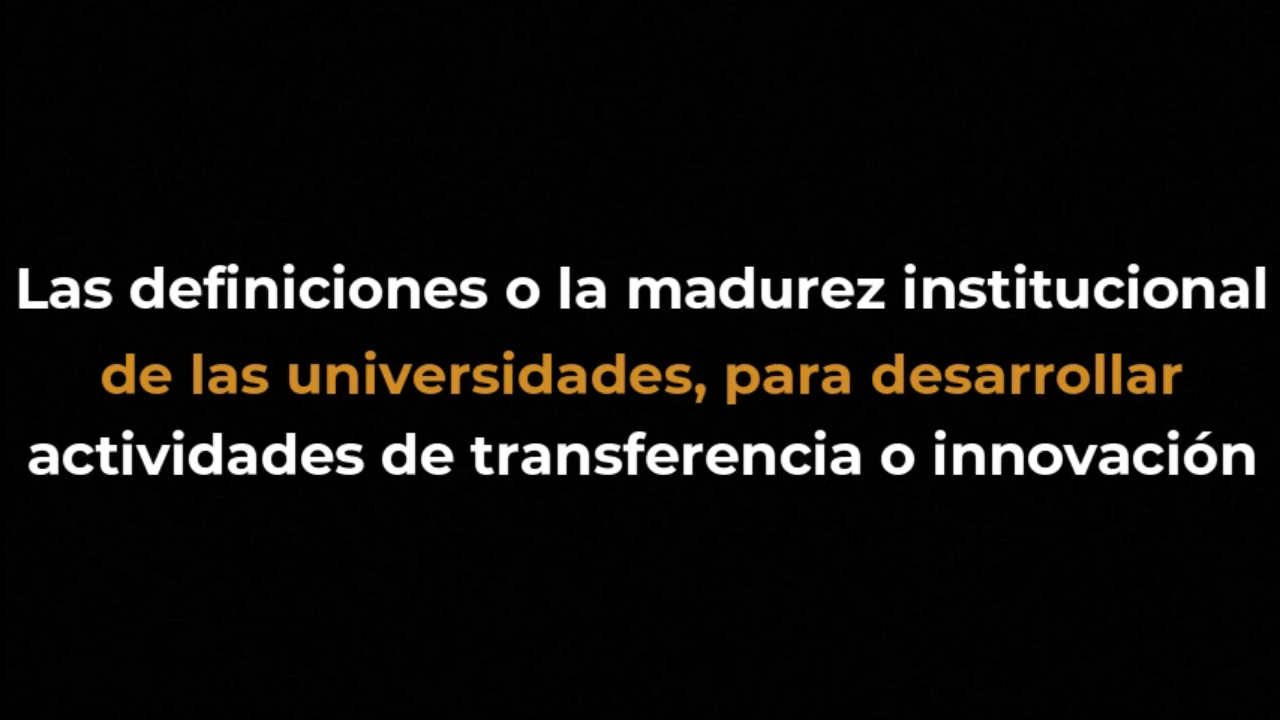 Las definiciones o la madurez institucional
de las universidades, para desarrollar
actividades de transferencia o innovación